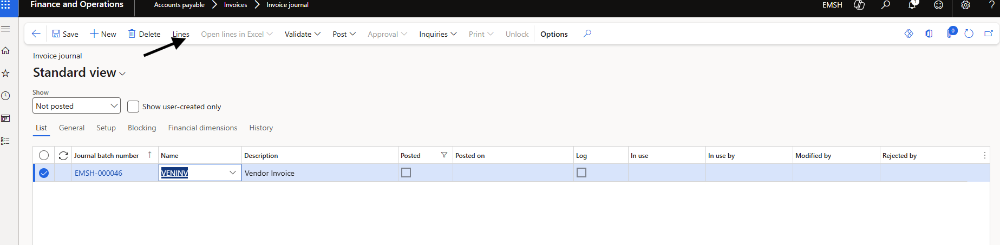 Finance and Operations Accounts payable Invoices Invoice journal EMSH 1 ?
Save New Delete Lines Open lines in Excel Validate Post Approval Inquiries Print Unlock Options 0
Invoice journal
Standard view
Show
Not posted Show user-created only
List General Setup Blocking Financial dimensions History
Journal batch number Name Description Posted Posted on Log In use In use by Modified by Rejected by
EMSH-000046 VENINV Vendor Invoice